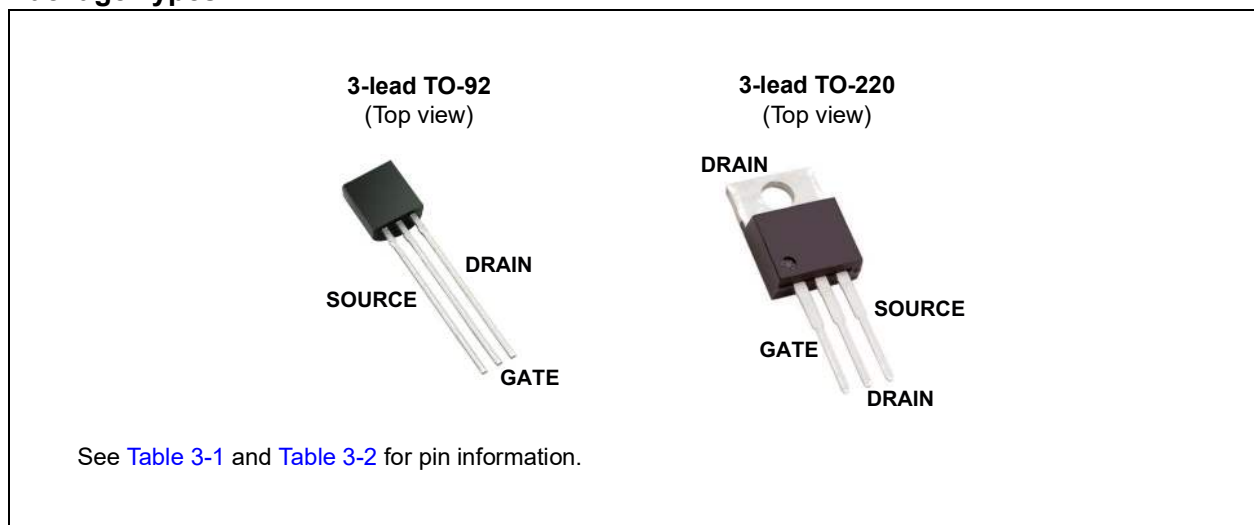 3-lead TO-92
(Top view)
3-lead TO-220
(Top view)
DRAIN
DRAIN
SOURCE
GATE
SOURCE
GATE
DRAIN
See Table 3-1 and Table 3-2 for pin information.